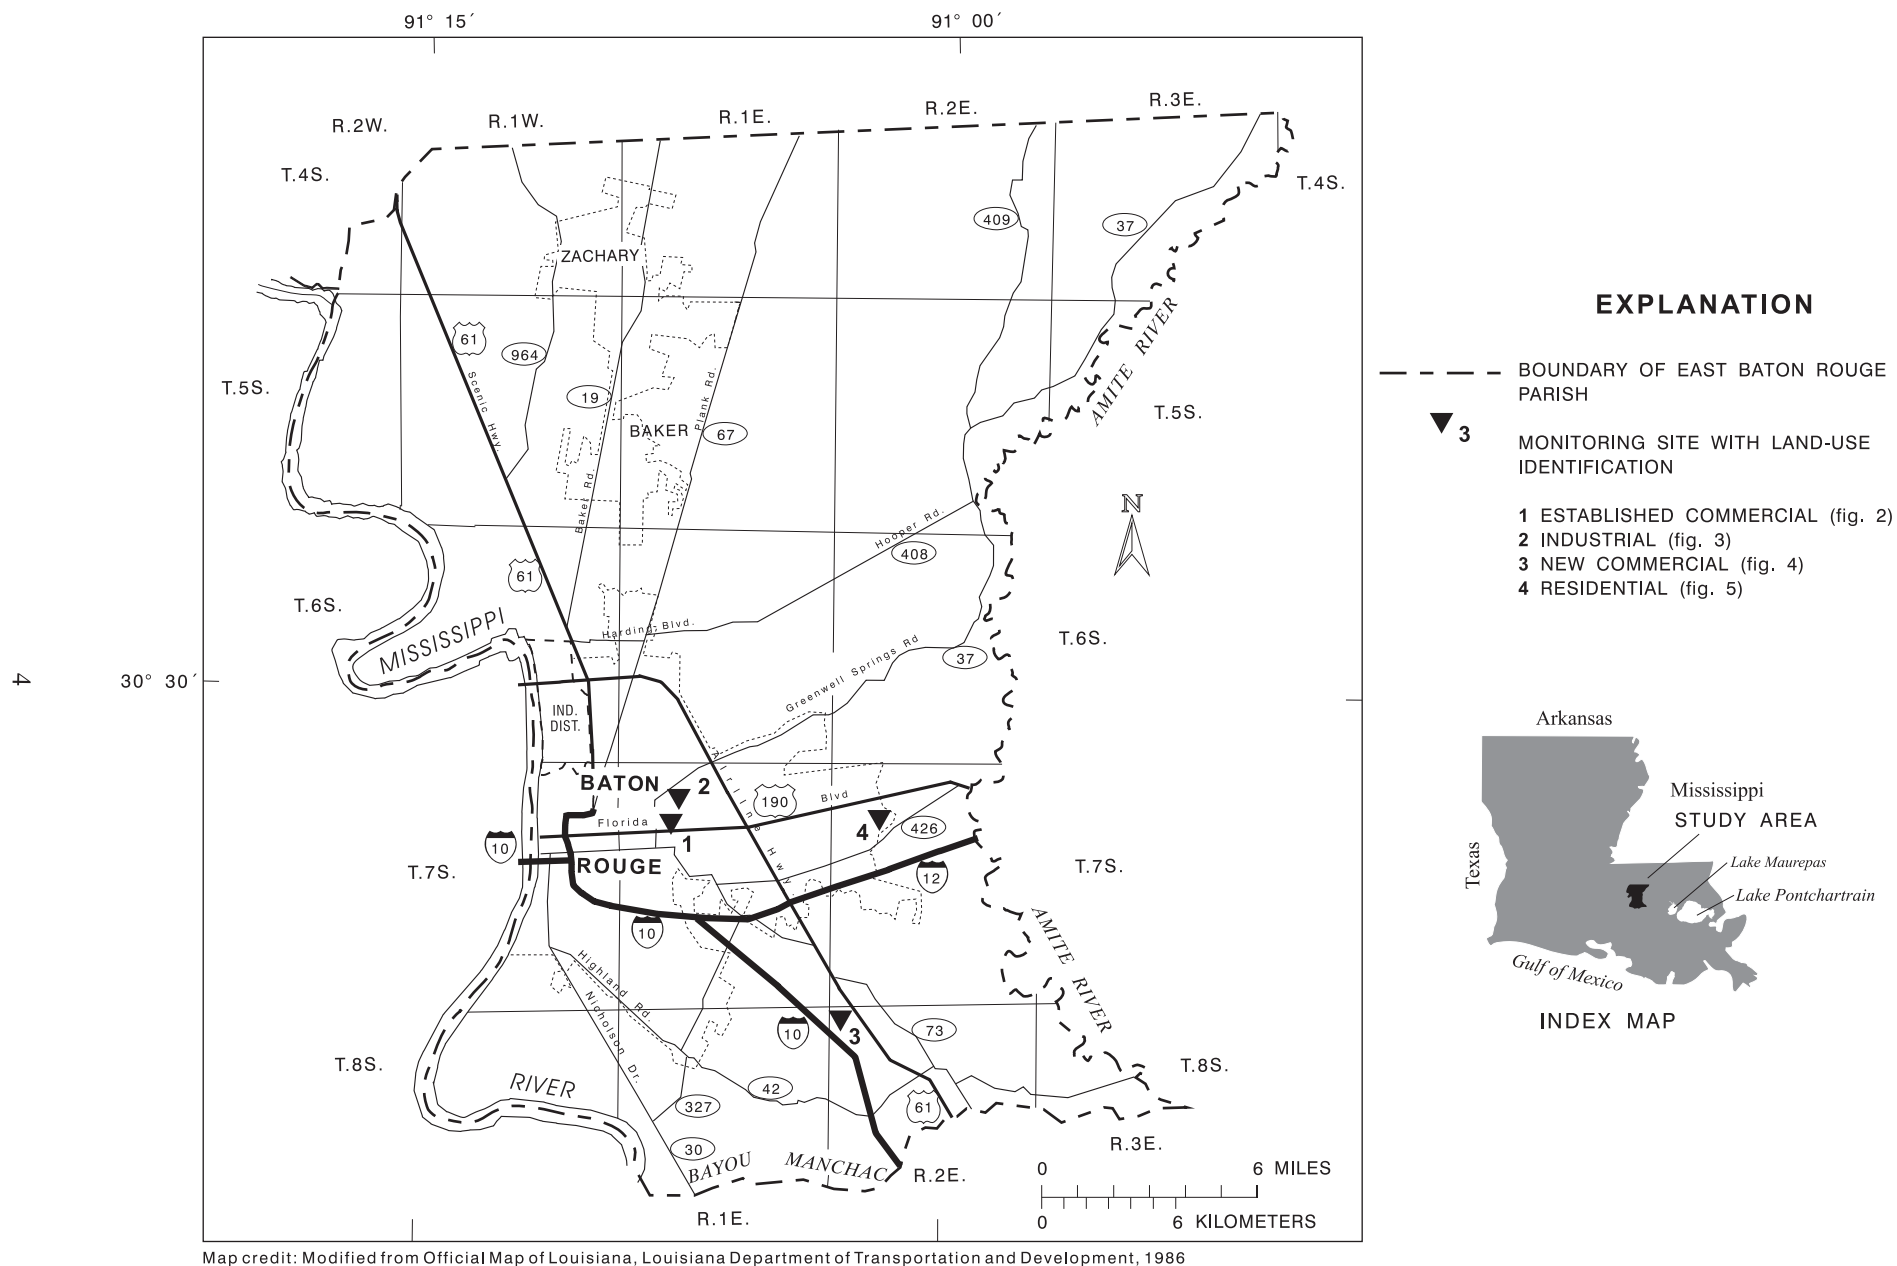 91° 15´
91° 00´
R.2W.
R.1W.
R.1E.
R.2E.
R.3E.
T.4S.
T.4S.
409
37
ZACHARY
61
964
Scenic Hwy.
19
Plank Rd.
BAKER
67
Baker Rd.
AMITE RIVER
T.5S.
T.5S.
N
Hooper Rd.
408
61
T.6S.
MISSISSIPPI
Harding Blvd.
T.6S.
Greenwell Springs Rd
37
30° 30´
4
IND.
DIST.
BATON
2
Airline Hwy
190
Blvd
Florida
1
4
426
10
ROUGE
T.7S.
T.7S.
12
10
AMITE RIVER
Highland Rd.
Nicholson Dr.
10
3
73
T.8S.
T.8S.
RIVER
42
327
61
30
BAYOU MANCHAC
R.3E.
R.2E.
R.1E.
0 6 MILES
0 6 KILOMETERS
EXPLANATION
BOUNDARY OF EAST BATON ROUGE
PARISH
3
MONITORING SITE WITH LAND-USE
IDENTIFICATION
1 ESTABLISHED COMMERCIAL (fig. 2)
2 INDUSTRIAL (fig. 3)
3 NEW COMMERCIAL (fig. 4)
4 RESIDENTIAL (fig. 5)
Arkansas
Mississippi
STUDY AREA
Texas
Lake Maurepas
Lake Pontchartrain
Gulf of Mexico
INDEX MAP
Map credit: Modified from Official Map of Louisiana, Louisiana Department of Transportation and Development, 1986